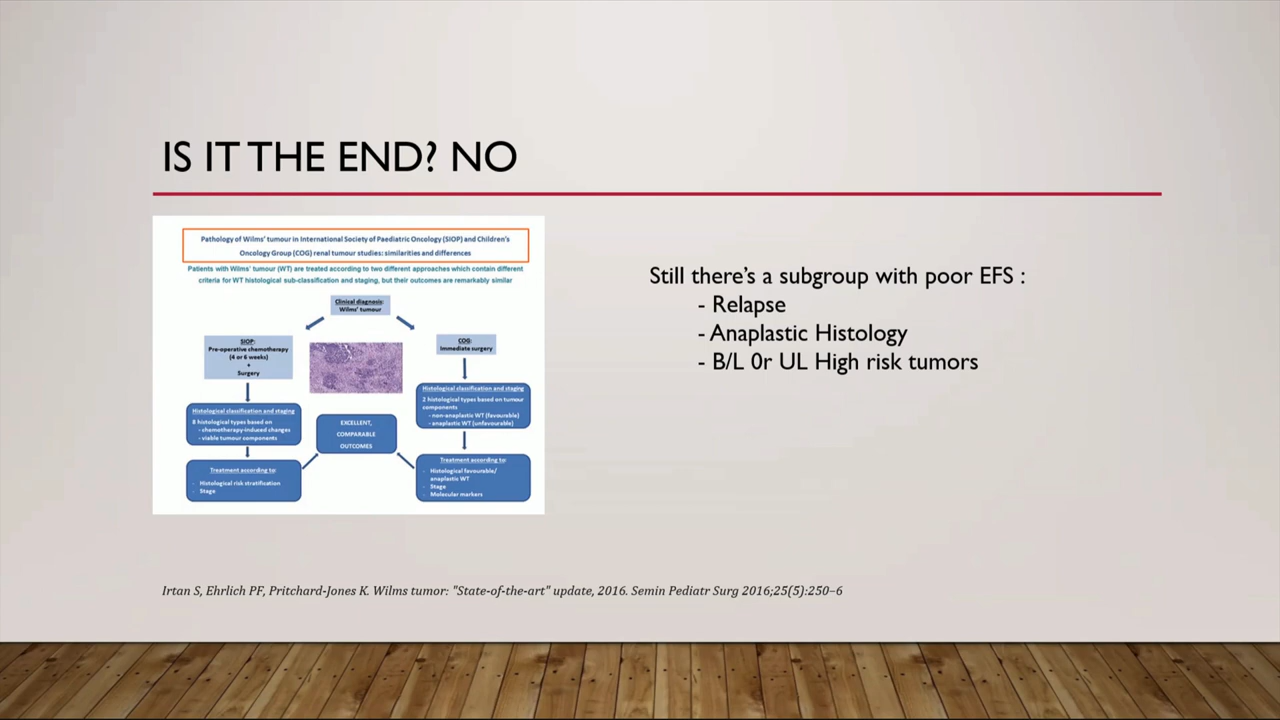 IS IT THE END? NO
Pathology of Wilms' tumour in International Society of Paediatric Oncology (SIOP) and Children's
Oncology Group (COG) renal tumour studies: similarities and differences
Patients with Wilms' tumour (WT) are treated according to two different approaches which contain different
criteria for WT histological sub-classification and staging, but their outcomes are remarkably similar
Clinical diagnosis:
Wilms' tumour
SIOP:
Pre-operative chemotherapy
(4 or 6 weeks)
+
Surgery
Histological classification and staging
8 histological types based on
- chemotherapy-induced changes
- viable tumour components
Treatment according to:
- Histological risk stratification
- Stage
EXCELLENT,
COMPARABLE
OUTCOMES
COG:
Immediate surgery
Histological classification and staging
2 histological types based on tumour
components
- non-anaplastic WT (favourable)
- anaplastic WT (unfavourable)
Treatment according to:
- Histological favourable/
anaplastic WT
- Stage
- Molecular markers
Still there's a subgroup with poor EFS :
- Relapse
- Anaplastic Histology
- B/L 0r UL High risk tumors
Irtan S, Ehrlich PF, Pritchard-Jones K. Wilms tumor: "State-of-the-art" update, 2016. Semin Pediatr Surg 2016;25(5):250–6